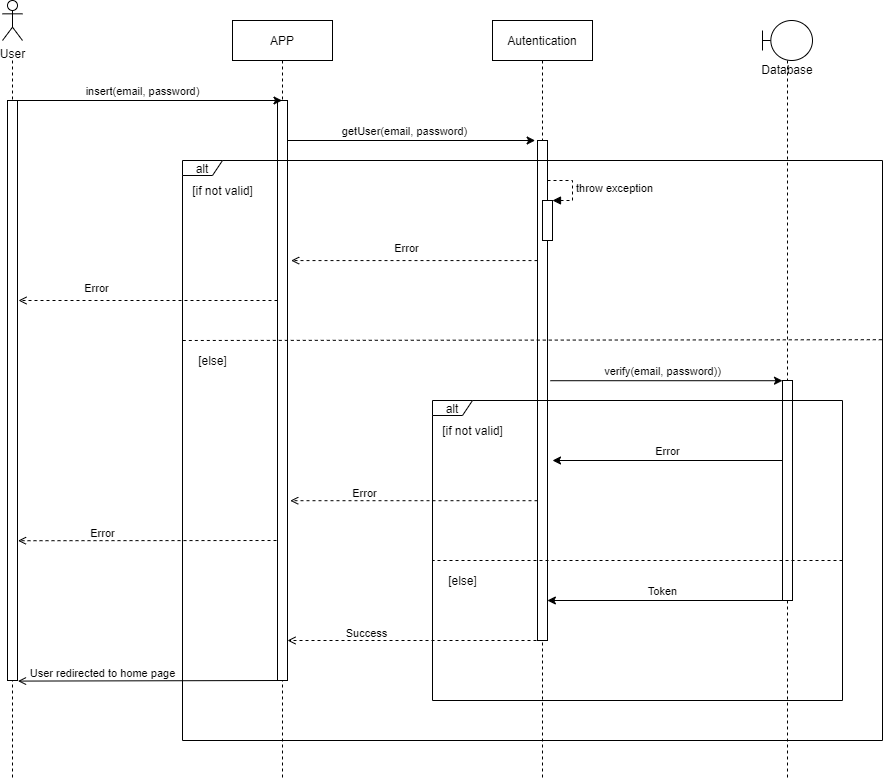 User
APP
Autentication
Database
insert(email, password)
getUser(email, password)
alt
[if not valid]
throw exception
Error
Error
[else]
verify(email, password))
alt
[if not valid]
Error
Error
Error
[else]
Token
Success
User redirected to home page